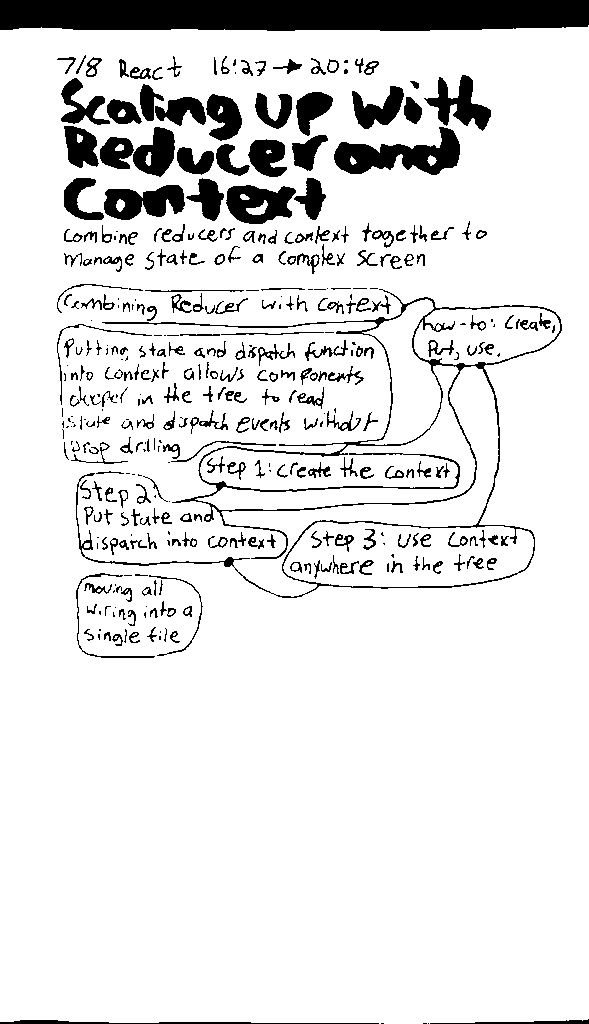 7/8 React 16:27 → 20:48
Scaling up with
Reducer and
Context
Combine reducers and context together to
manage state of a complex screen
Combining Reducer with context
how-to: create,
put, use.
Putting state and dispatch function
into context allows components
deeper in the tree to read
state and dispatch events without
prop drilling
Step 1: create the context
Step 2:
Put state and
dispatch into context
Step 3: use context
anywhere in the tree
moving all
wiring into a
single file